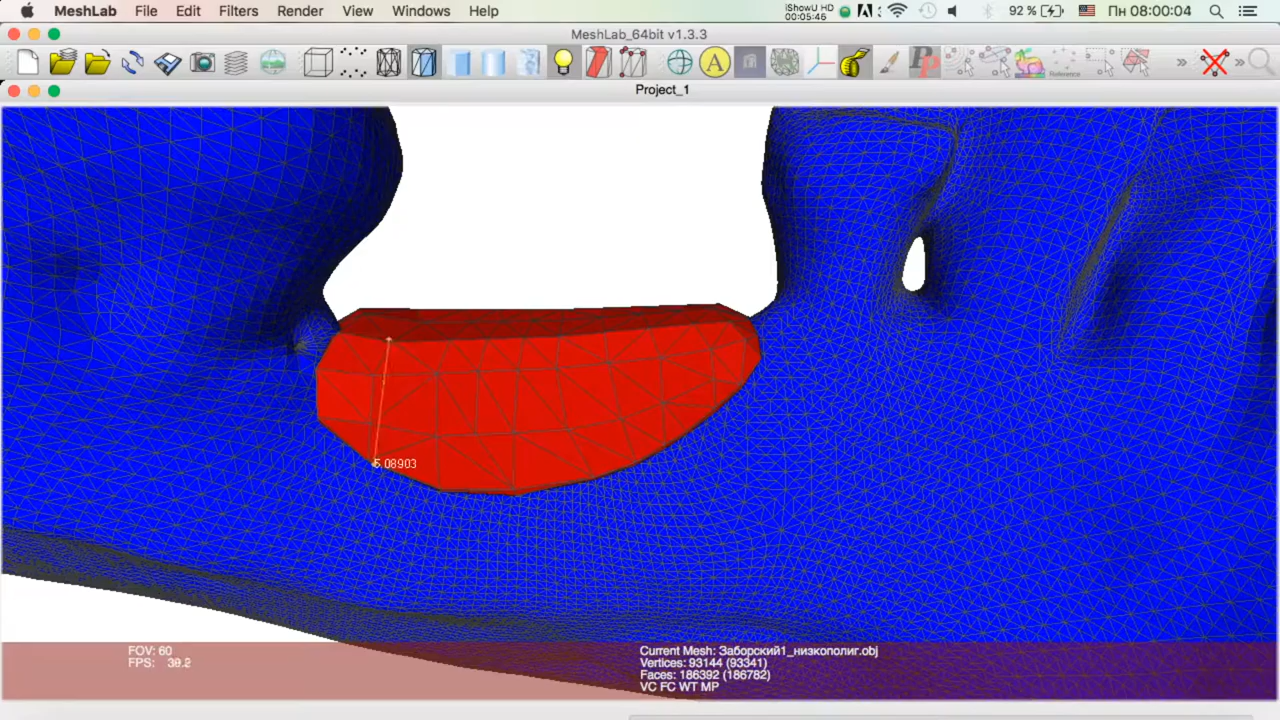 MeshLab File Edit Filters Render View Windows Help iShowU HD 00:05:46 92 % Пн 08:00:04
MeshLab_64bit v1.3.3
A Reference
Project_1
5.08903
FOV: 60
FPS: 39.2
Current Mesh: Заборский1_низкополиг.obj
Vertices: 93144 (93341)
Faces: 186392 (186782)
VC FC WT MP